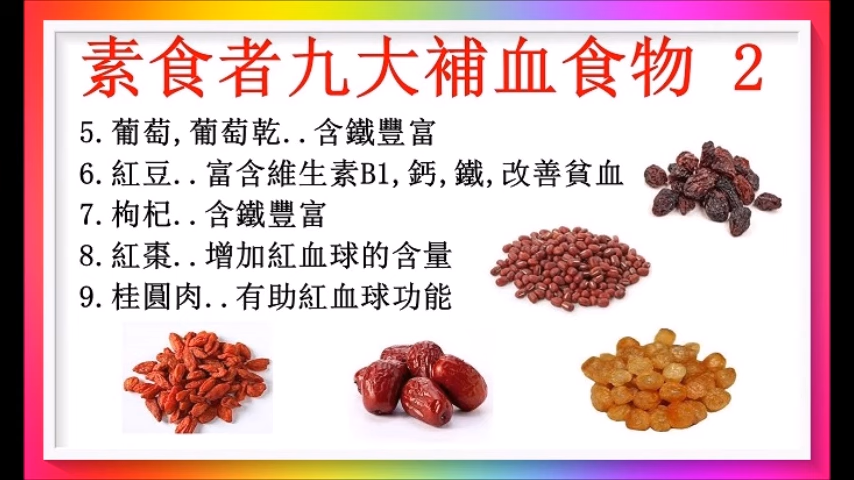 素食者九大補血食物 2
5.葡萄,葡萄乾..含鐵豐富
6.紅豆..富含維生素B1,鈣,鐵,改善貧血
7.枸杞..含鐵豐富
8.紅棗..增加紅血球的含量
9.桂圓肉..有助紅血球功能